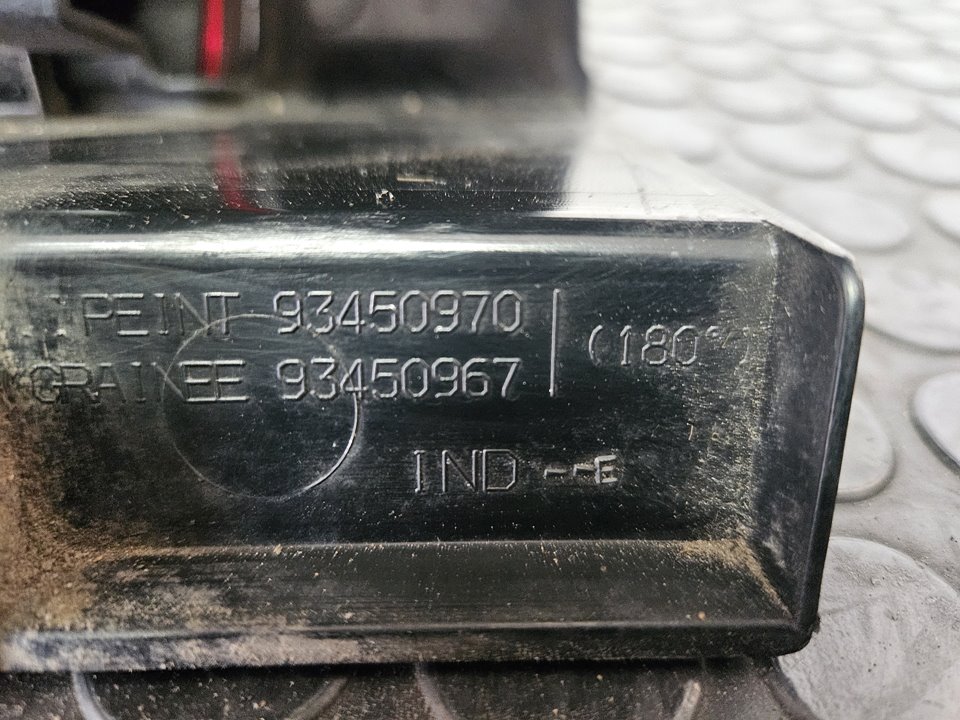 PEINT 93450970 (180°)
GRAINEE 93450967
IND --E